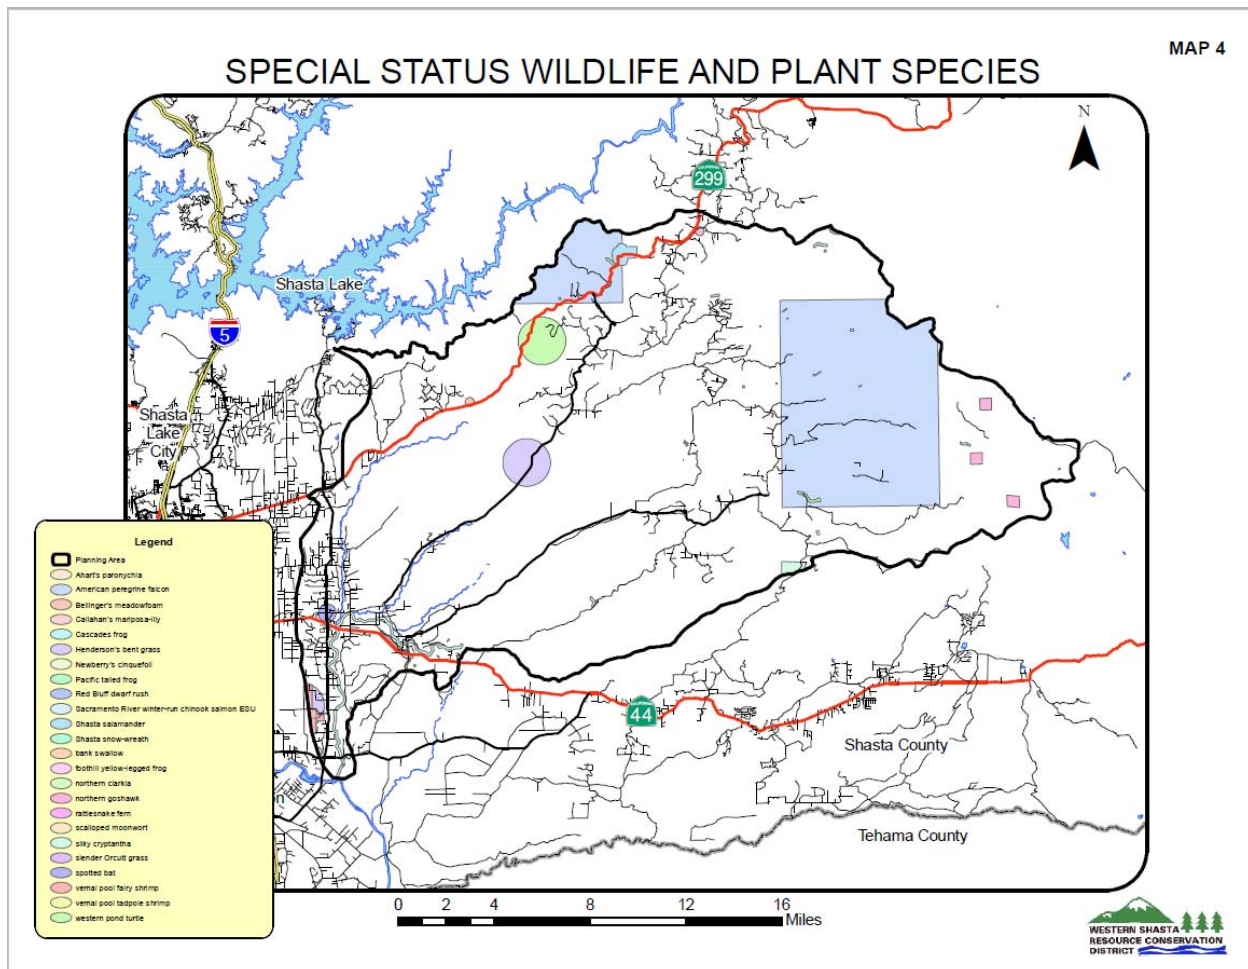 MAP 4
SPECIAL STATUS WILDLIFE AND PLANT SPECIES
N
299
Shasta Lake
5
Shasta
Lake
City
44
Shasta County
Tehama County
Legend
Planning Area
Ahart's paronychia
American peregrine falcon
Bellinger's meadowfoam
Callahan's mariposa-lily
Cascades frog
Henderson's bent grass
Newberry's cinquefoil
Pacific tailed frog
Red Bluff dwarf rush
Sacramento River winter-run chinook salmon ESU
Shasta salamander
Shasta snow-wreath
bank swallow
foothill yellow-legged frog
northern clarkia
northern goshawk
rattlesnake fern
scalloped moonwort
silky cryptantha
slender Orcutt grass
spotted bat
vernal pool fairy shrimp
vernal pool tadpole shrimp
western pond turtle
0 2 4 8 12 16
Miles
WESTERN SHASTA
RESOURCE CONSERVATION
DISTRICT